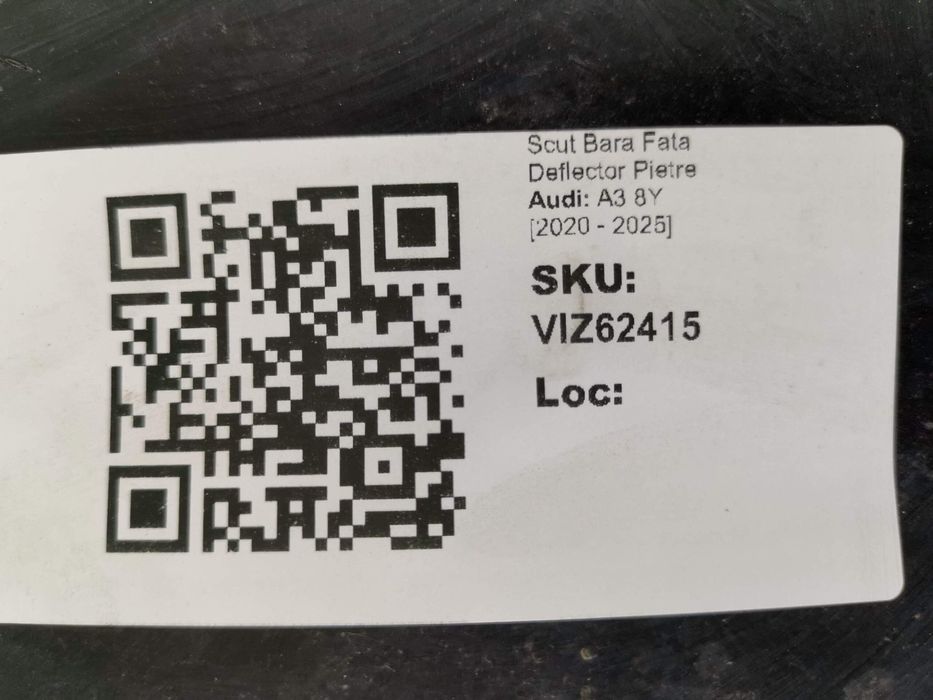 Scut Bara Fata
Deflector Pietre
Audi: A3 8Y
[2020 - 2025]
SKU:
VIZ62415
Loc: